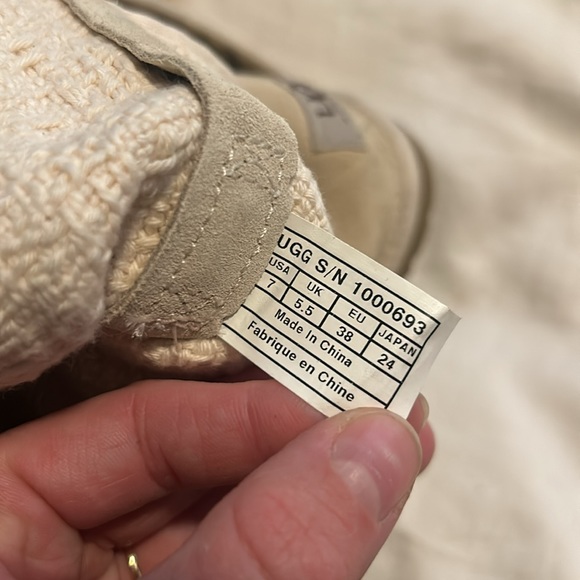 UGG S/N 1000693
USA UK EU JAPAN
7 5.5 38 24
Made In China
Fabrique en Chine